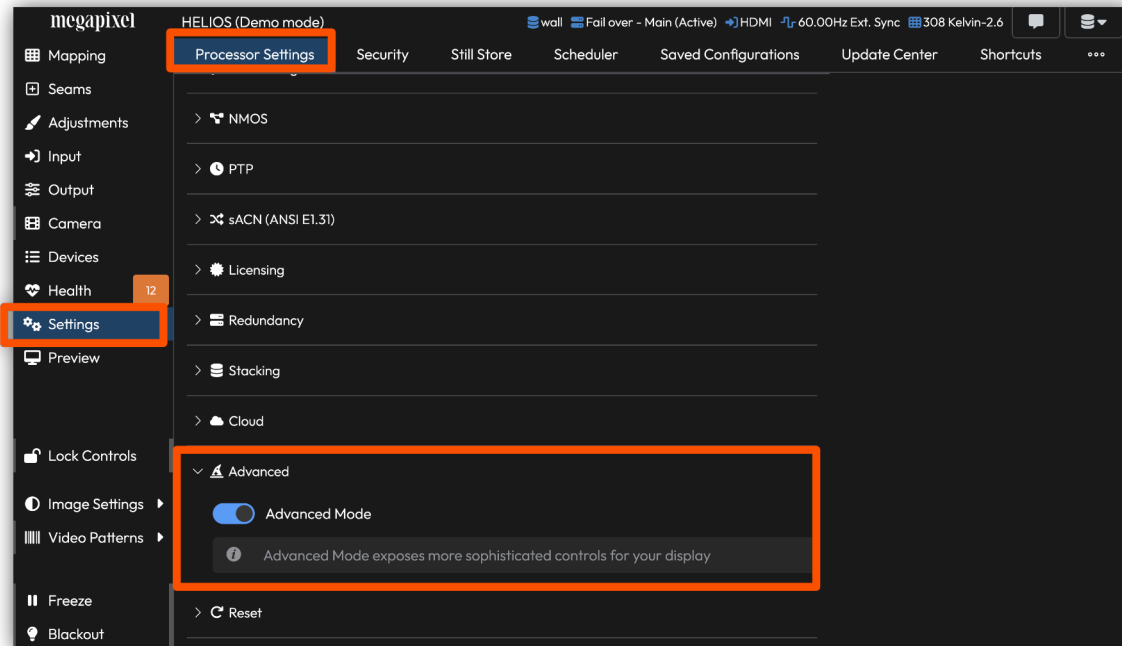 megapixel
HELIOS (Demo mode)
wall Fail over - Main (Active) HDMI 60.00Hz Ext. Sync 308 Kelvin-2.6
Processor Settings Security Still Store Scheduler Saved Configurations Update Center Shortcuts
Mapping
Seams
Adjustments
Input
Output
Camera
Devices
Health 12
Settings
Preview
Lock Controls
Image Settings
Video Patterns
Freeze
Blackout
NMOS
PTP
sACN (ANSI E1.31)
Licensing
Redundancy
Stacking
Cloud
Advanced
Advanced Mode
Advanced Mode exposes more sophisticated controls for your display
Reset